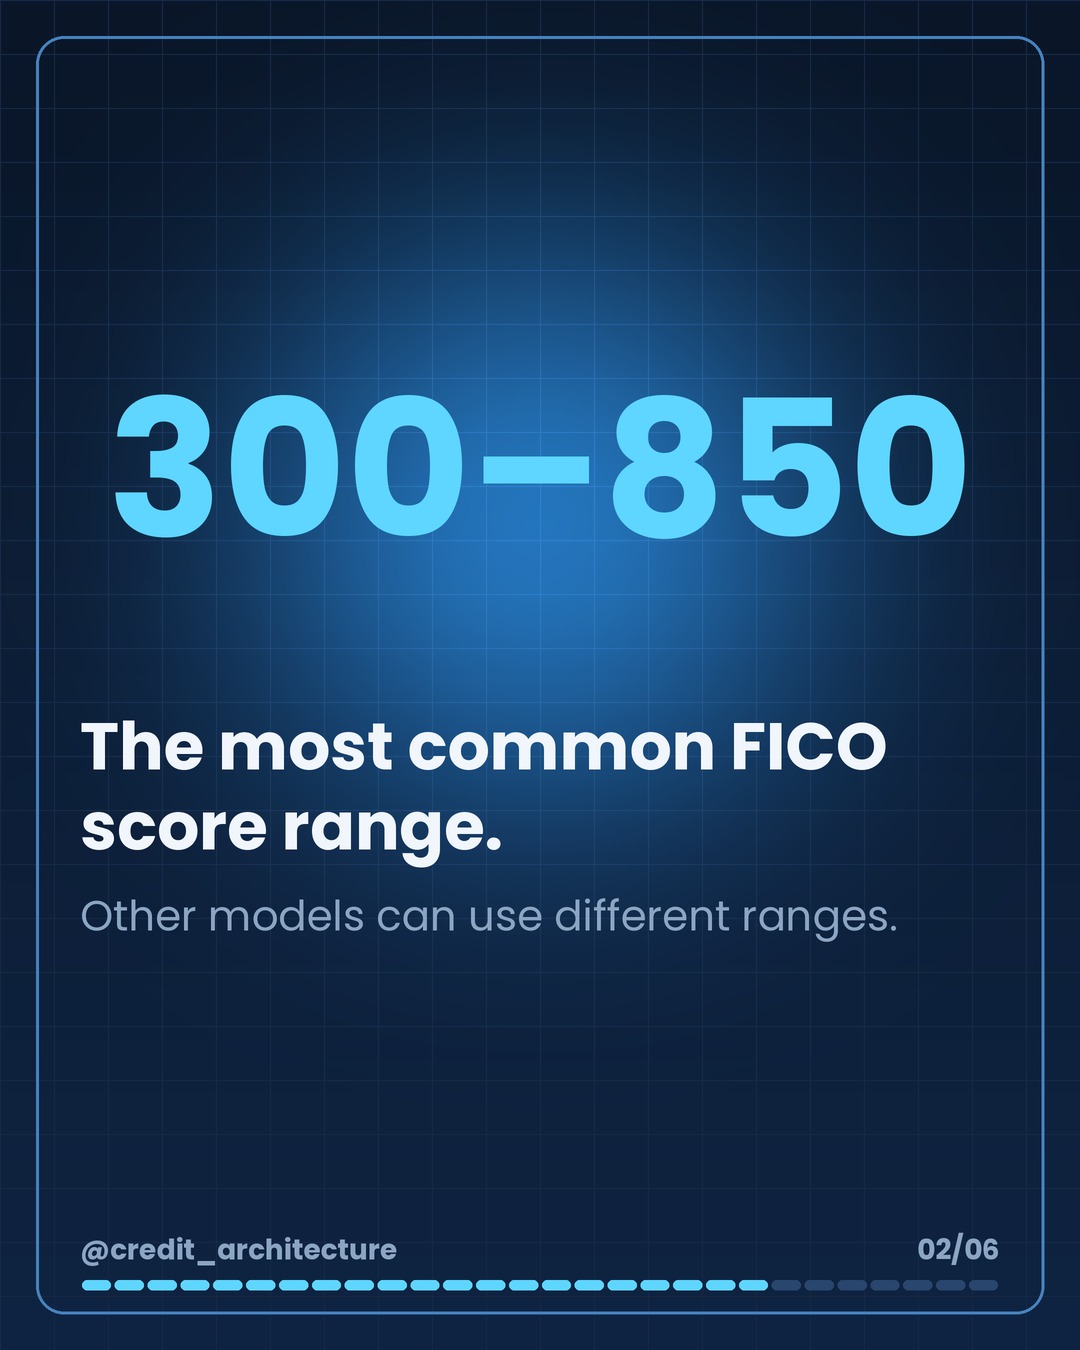 300–850
The most common FICO
score range.
Other models can use different ranges.
@credit_architecture
02/06